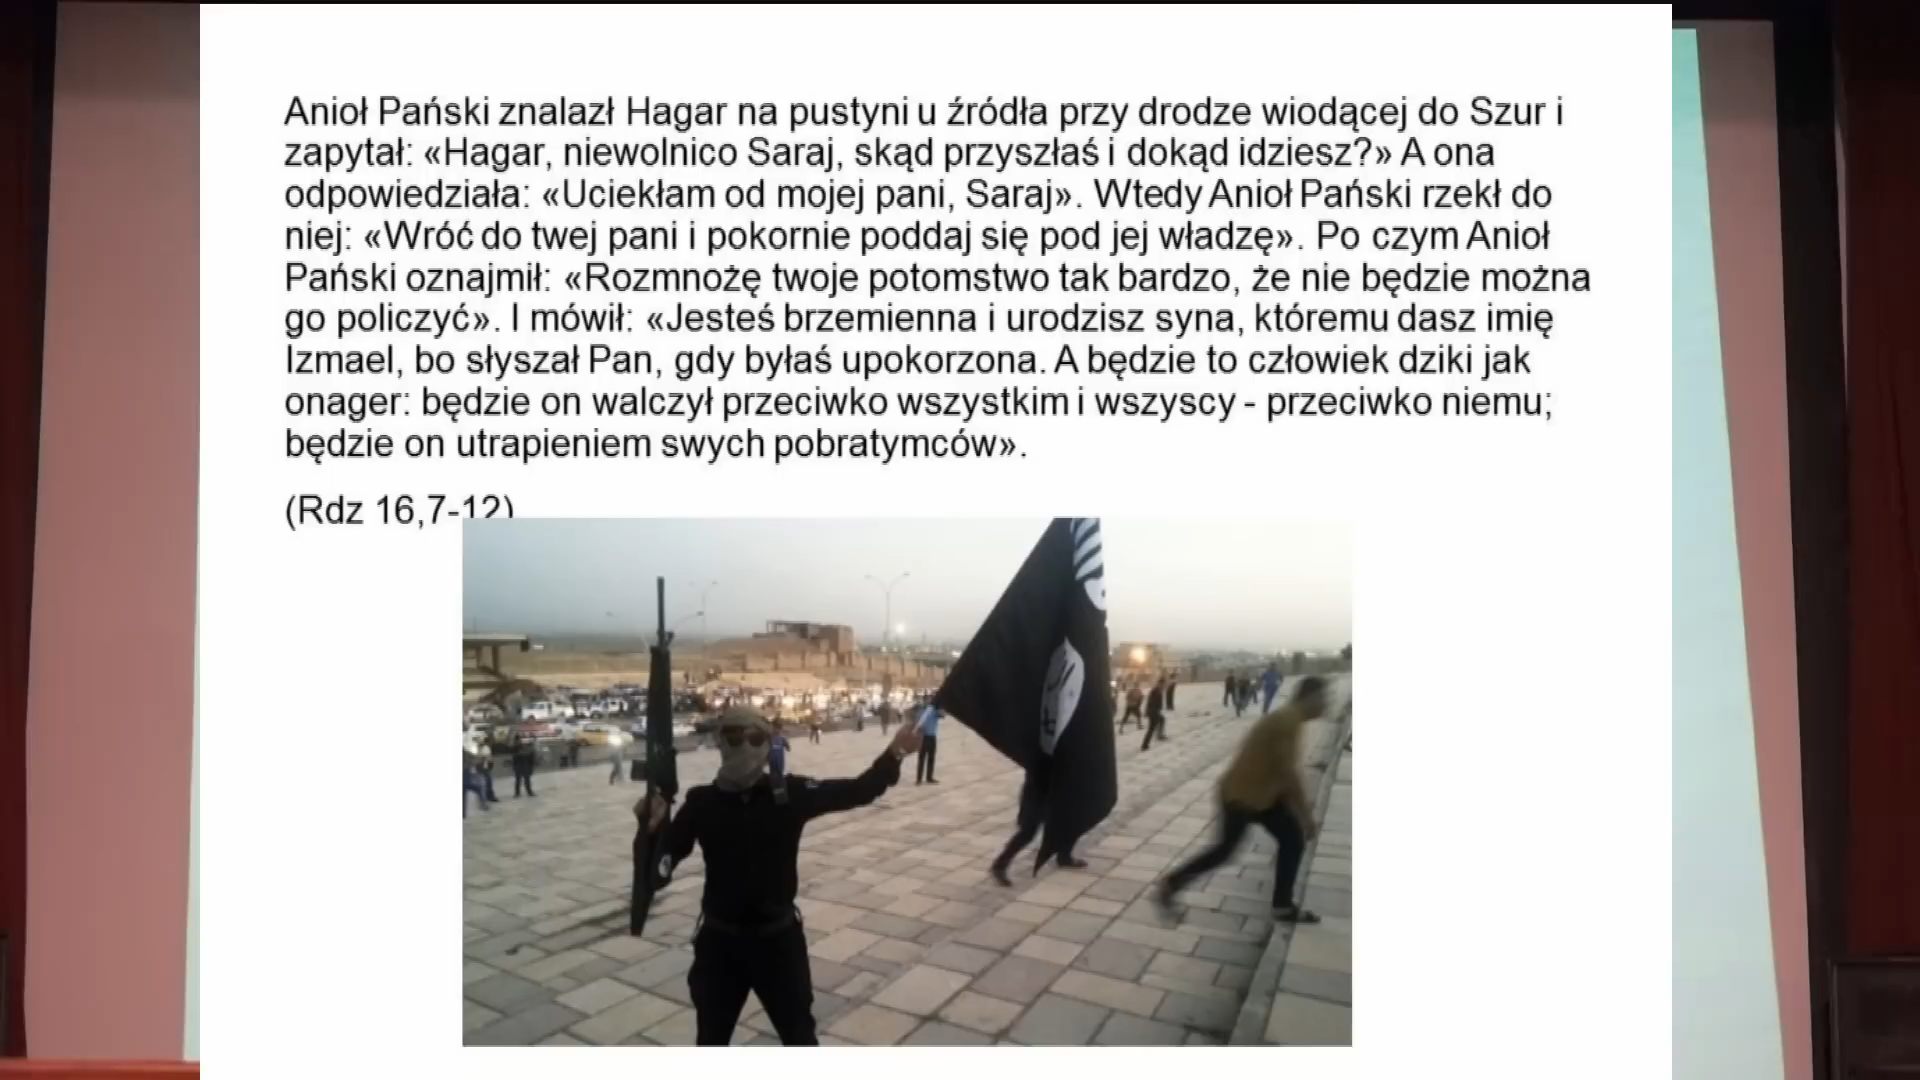 Anioł Pański znalazł Hagar na pustyni u źródła przy drodze wiodącej do Szur i
zapytał: «Hagar, niewolnico Saraj, skąd przyszłaś i dokąd idziesz?» A ona
odpowiedziała: «Uciekłam od mojej pani, Saraj». Wtedy Anioł Pański rzekł do
niej: «Wróć do twej pani i pokornie poddaj się pod jej władzę». Po czym Anioł
Pański oznajmił: «Rozmnożę twoje potomstwo tak bardzo, że nie będzie można
go policzyć». I mówił: «Jesteś brzemienna i urodzisz syna, któremu dasz imię
Izmael, bo słyszał Pan, gdy byłaś upokorzona. A będzie to człowiek dziki jak
onager: będzie on walczył przeciwko wszystkim i wszyscy - przeciwko niemu;
będzie on utrapieniem swych pobratymców».
(Rdz 16,7-12)